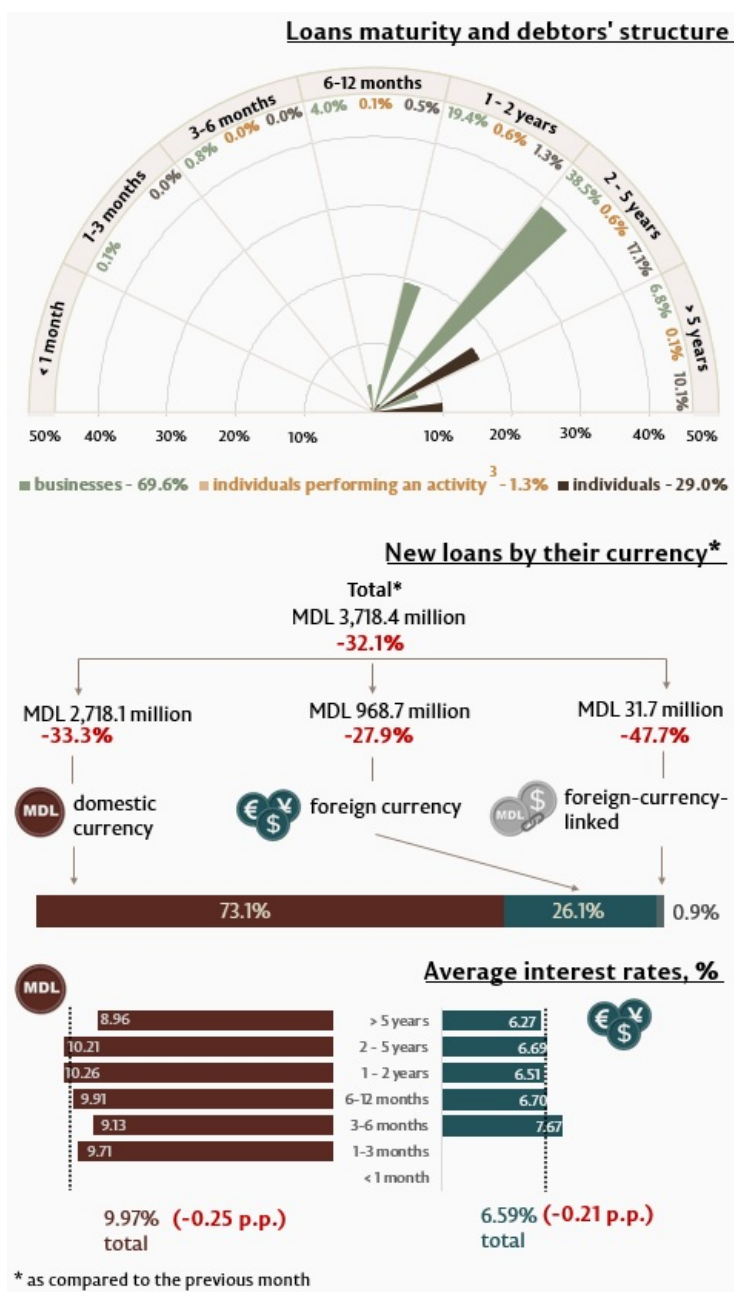 Loans maturity and debtors' structure
< 1 month
1-3 months
0.1%
3-6 months
0.0% 0.8% 0.0% 0.0%
6-12 months
4.0% 0.1% 0.5%
1 - 2 years
19.4% 0.6% 1.3%
2 - 5 years
38.5% 0.6% 17.1%
> 5 years
6.8% 0.1% 10.1%
50% 40% 30% 20% 10% 10% 20% 30% 40% 50%
businesses - 69.6% individuals performing an activity 3 - 1.3% individuals - 29.0%
New loans by their currency*
Total*
MDL 3,718.4 million
-32.1%
MDL 2,718.1 million MDL 968.7 million MDL 31.7 million
-33.3% -27.9% -47.7%
MDL domestic currency
€ ¥ $ foreign currency
MDL $ foreign-currency-linked
73.1% 26.1% 0.9%
Average interest rates, %
MDL
€ ¥ $
8.96 > 5 years 6.27
10.21 2 - 5 years 6.69
10.26 1 - 2 years 6.51
9.91 6-12 months 6.70
9.13 3-6 months 7.67
9.71 1-3 months
< 1 month
9.97% (-0.25 p.p.) 6.59% (-0.21 p.p.)
total total
* as compared to the previous month